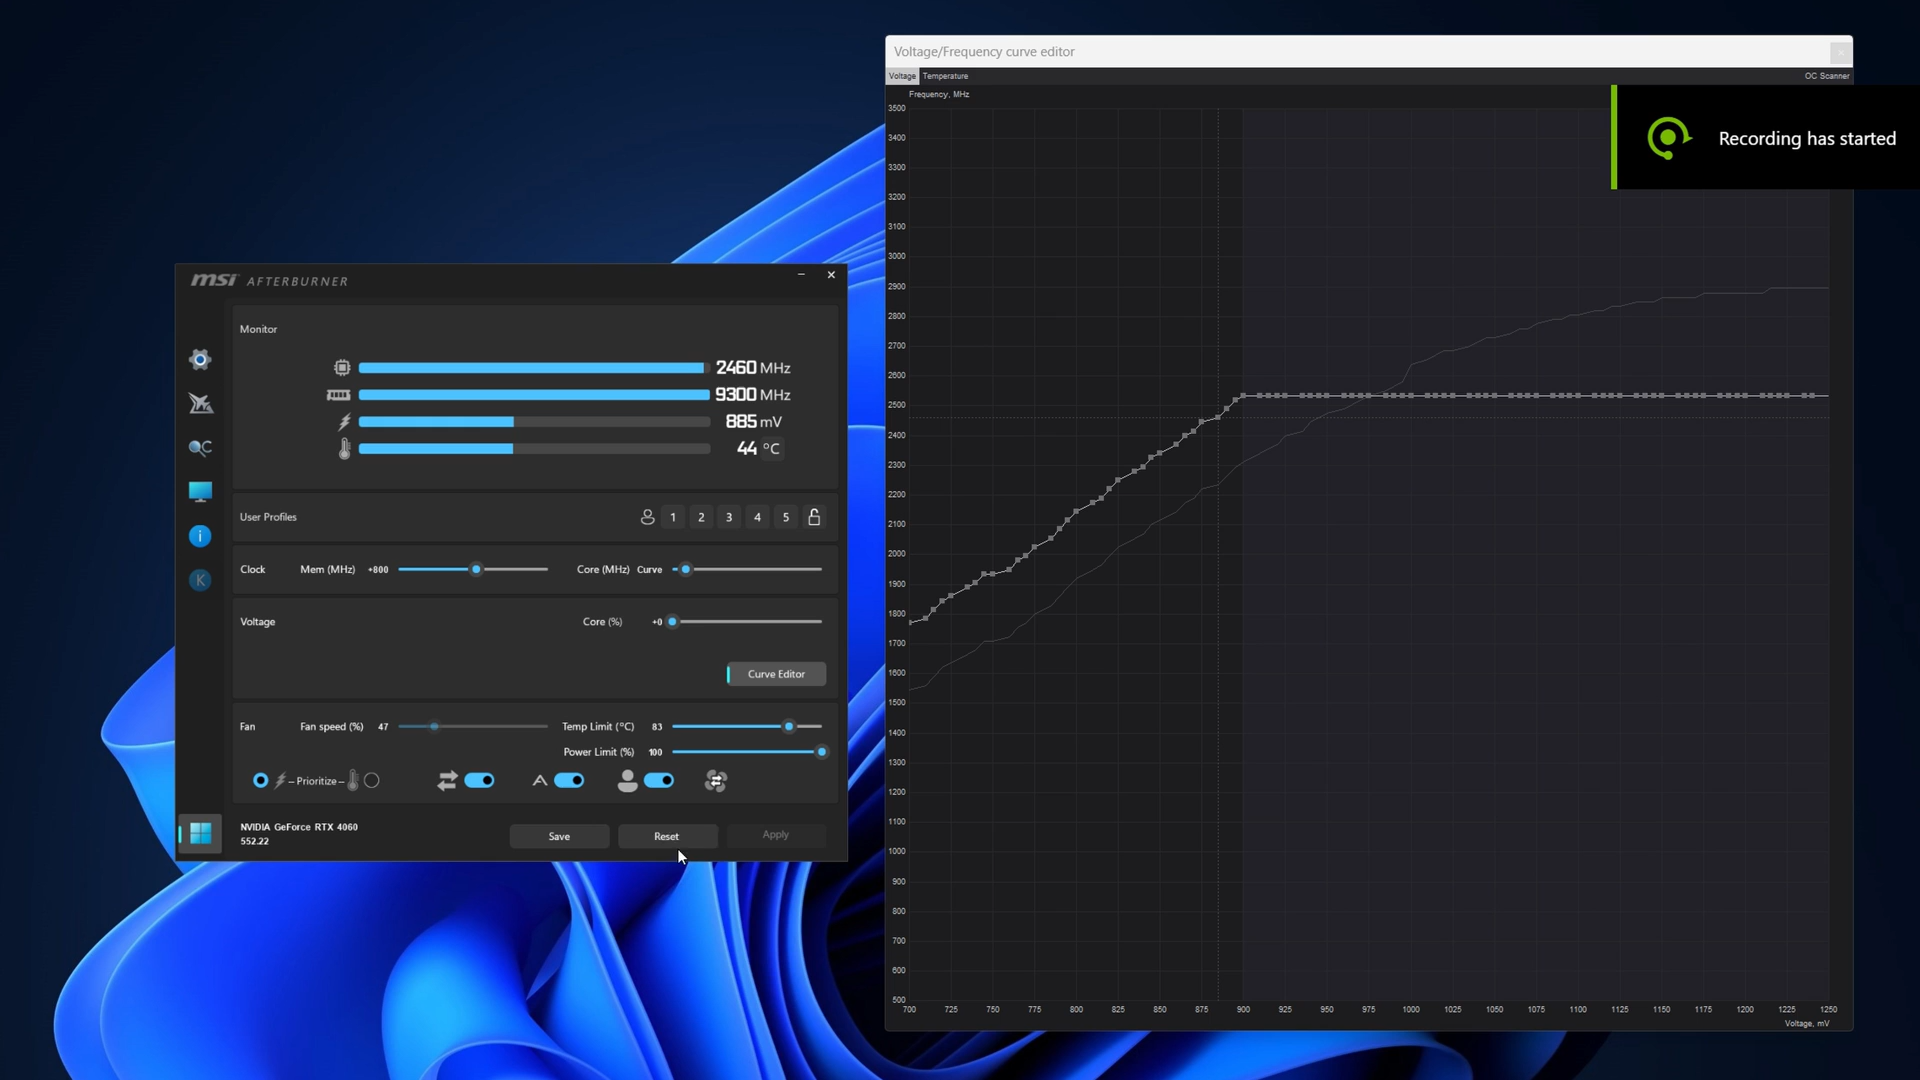 Voltage/Frequency curve editor
Voltage Temperature OC Scanner
Frequency, MHz
3500
3400
3300
3200
3100
3000
2900
2800
2700
2600
2500
2400
2300
2200
2100
2000
1900
1800
1700
1600
1500
1400
1300
1200
1100
1000
900
800
700
600
500
700 725 750 775 800 825 850 875 900 925 950 975 1000 1025 1050 1075 1100 1125 1150 1175 1200 1225 1250
Voltage, mV
Recording has started
msi AFTERBURNER
Monitor
2460 MHz
9300 MHz
885 mV
44 °C
User Profiles 1 2 3 4 5
Clock Mem (MHz) +800 Core (MHz) Curve
Voltage Core (%) +0
Curve Editor
Fan Fan speed (%) 47 Temp Limit (°C) 83
Power Limit (%) 100
Prioritize
A
i
K
NVIDIA GeForce RTX 4060
552.22
Save Reset Apply